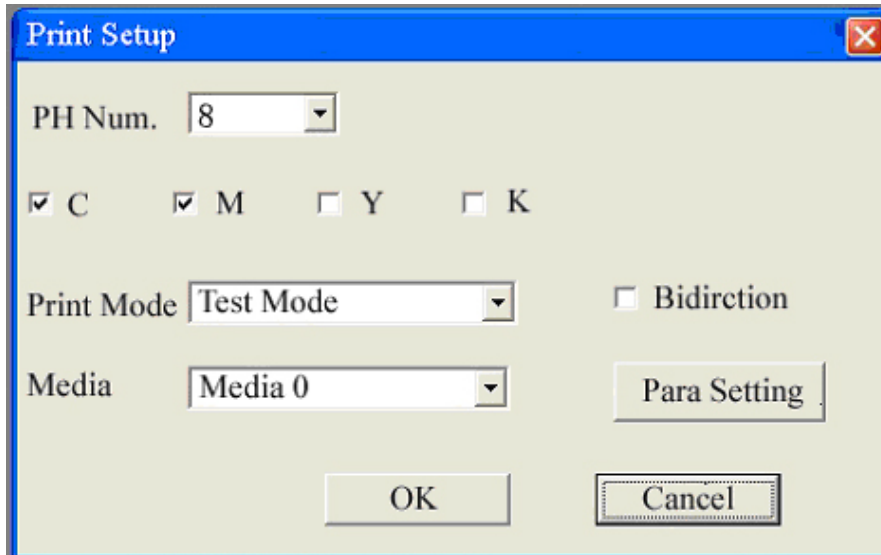 Print Setup
PH Num. 8
C M Y K
Print Mode Test Mode Bidirction
Media Media 0 Para Setting
OK Cancel